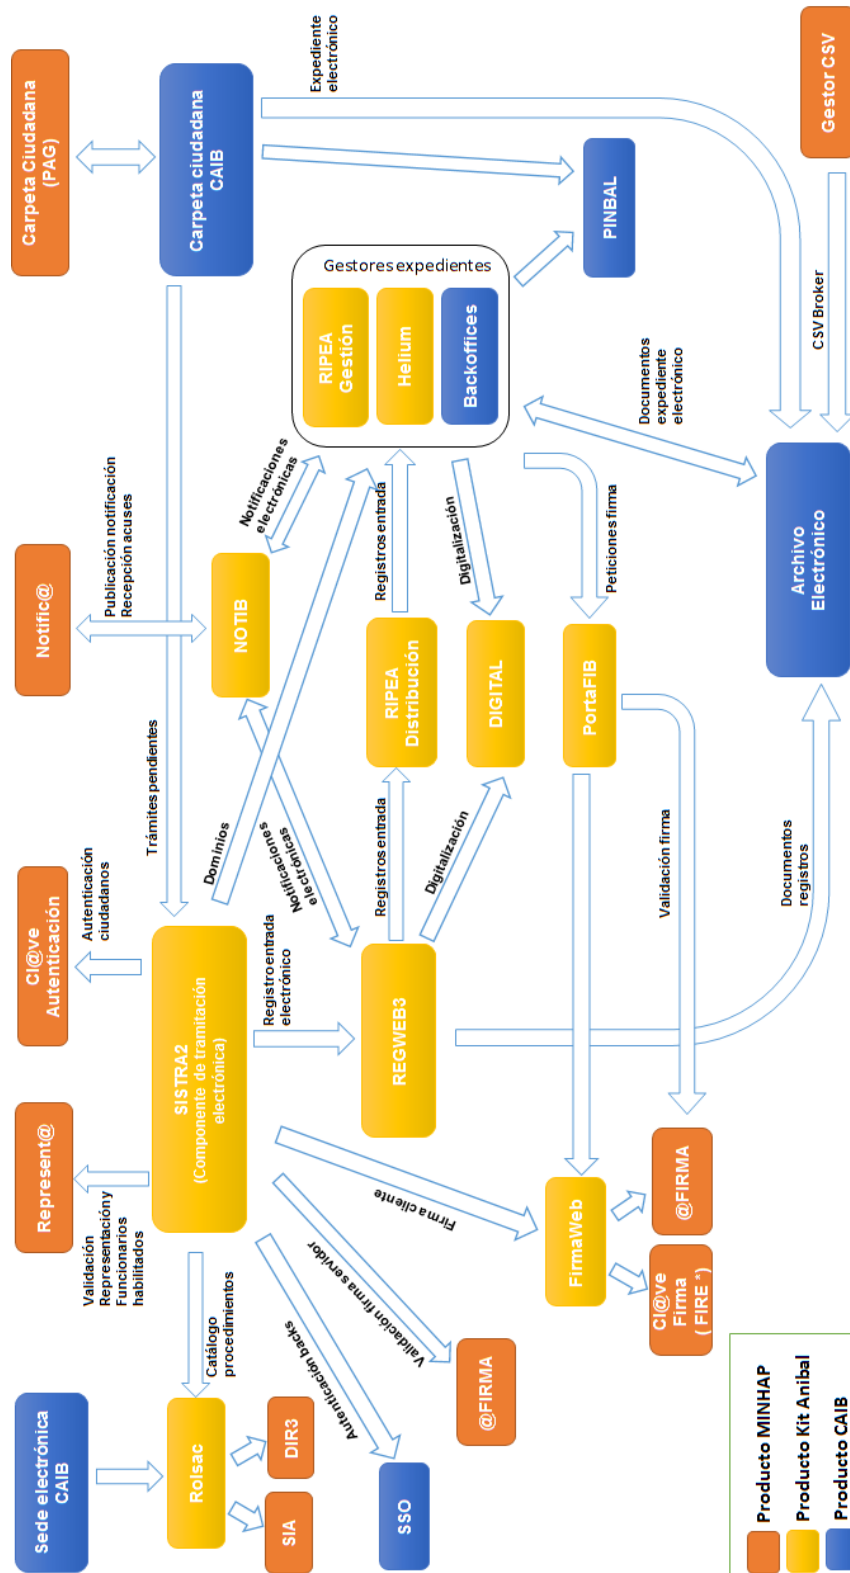 Sede electrónica
CAIB
Represent@
Cl@ve
Autenticación
Notific@
Carpeta Ciudadana
(PAG)
Validación
Representación y
Funcionarios
habilitados
Autenticación
ciudadanos
Publicación notificación
Recepción acuses
Trámites pendientes
Carpeta ciudadana
CAIB
Expediente
electrónico
Rolsac
Catálogo
procedimientos
SISTRA2
(Componente de tramitación
electrónica)
Dominios
NOTIB
Notificaciones
electrónicas
SIA
DIR3
Registro entrada
electrónico
Notificaciones
electrónicas
Gestores expedientes
RIPEA
Gestión
Helium
Backoffices
Autenticación backs
Validación firma servidor
Firma cliente
REGWEB3
Registros entrada
RIPEA
Distribución
Registros entrada
SSO
@FIRMA
Digitalización
DIGITAL
Digitalización
PINBAL
FirmaWeb
PortaFIB
Peticiones firma
Documentos
expediente
electrónico
Cl@ve
Firma
( FIRE *)
@FIRMA
Validación firma
Documentos
registros
Archivo
Electrónico
CSV Broker
Gestor CSV
Producto MINHAP
Producto Kit Anibal
Producto CAIB